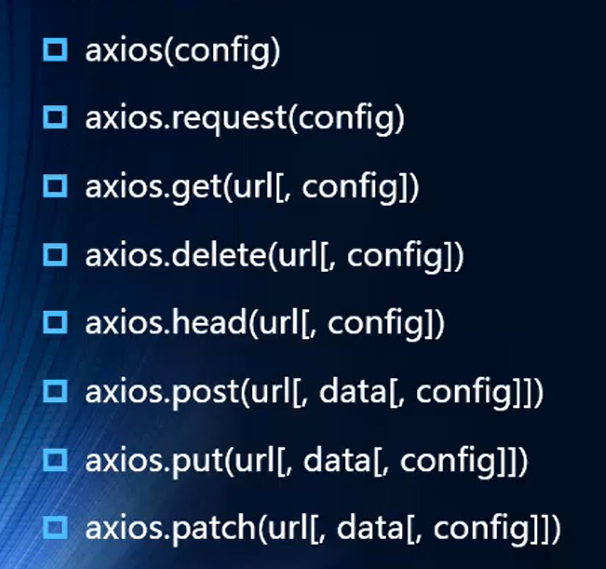 axios(config)
axios.request(config)
axios.get(url[, config])
axios.delete(url[, config])
axios.head(url[, config])
axios.post(url[, data[, config]])
axios.put(url[, data[, config]])
axios.patch(url[, data[, config]])